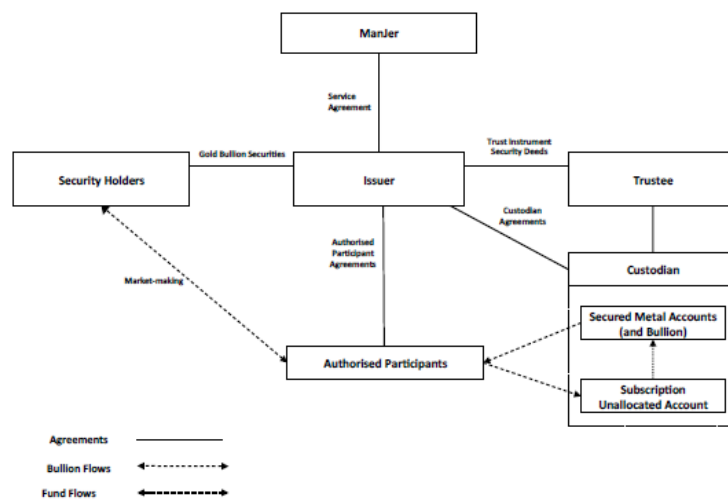 ManJer
Service
Agreement
Gold Bullion Securities
Trust Instrument
Security Deeds
Security Holders
Issuer
Trustee
Custodian
Agreements
Authorised
Participant
Agreements
Custodian
Market-making
Secured Metal Accounts
(and Bullion)
Authorised Participants
Subscription
Unallocated Account
Agreements
Bullion Flows
Fund Flows